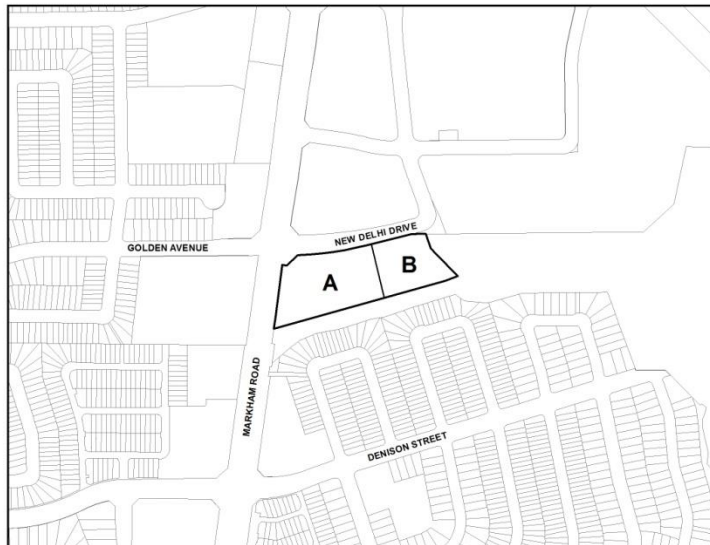 NEW DELHI DRIVE
GOLDEN AVENUE
A
B
MARKHAM ROAD
DENISON STREET